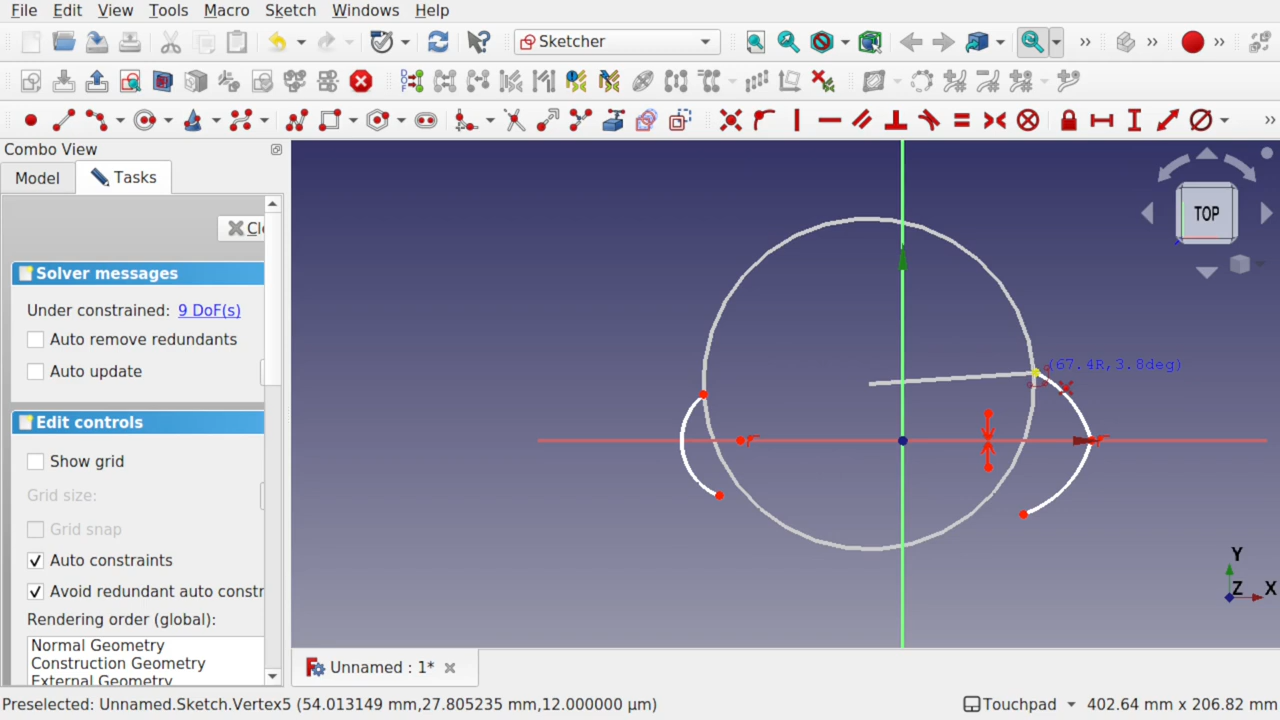 File Edit View Tools Macro Sketch Windows Help
Sketcher
Combo View
Model Tasks
Cl
Solver messages
Under constrained: 9 DoF(s)
Auto remove redundants
Auto update
Edit controls
Show grid
Grid size:
Grid snap
Auto constraints
Avoid redundant auto constr
Rendering order (global):
Normal Geometry
Construction Geometry
External Geometry
TOP
(67.4R,3.8deg)
Y
Z X
Unnamed : 1*
Preselected: Unnamed.Sketch.Vertex5 (54.013149 mm,27.805235 mm,12.000000 µm) Touchpad 402.64 mm x 206.82 mm